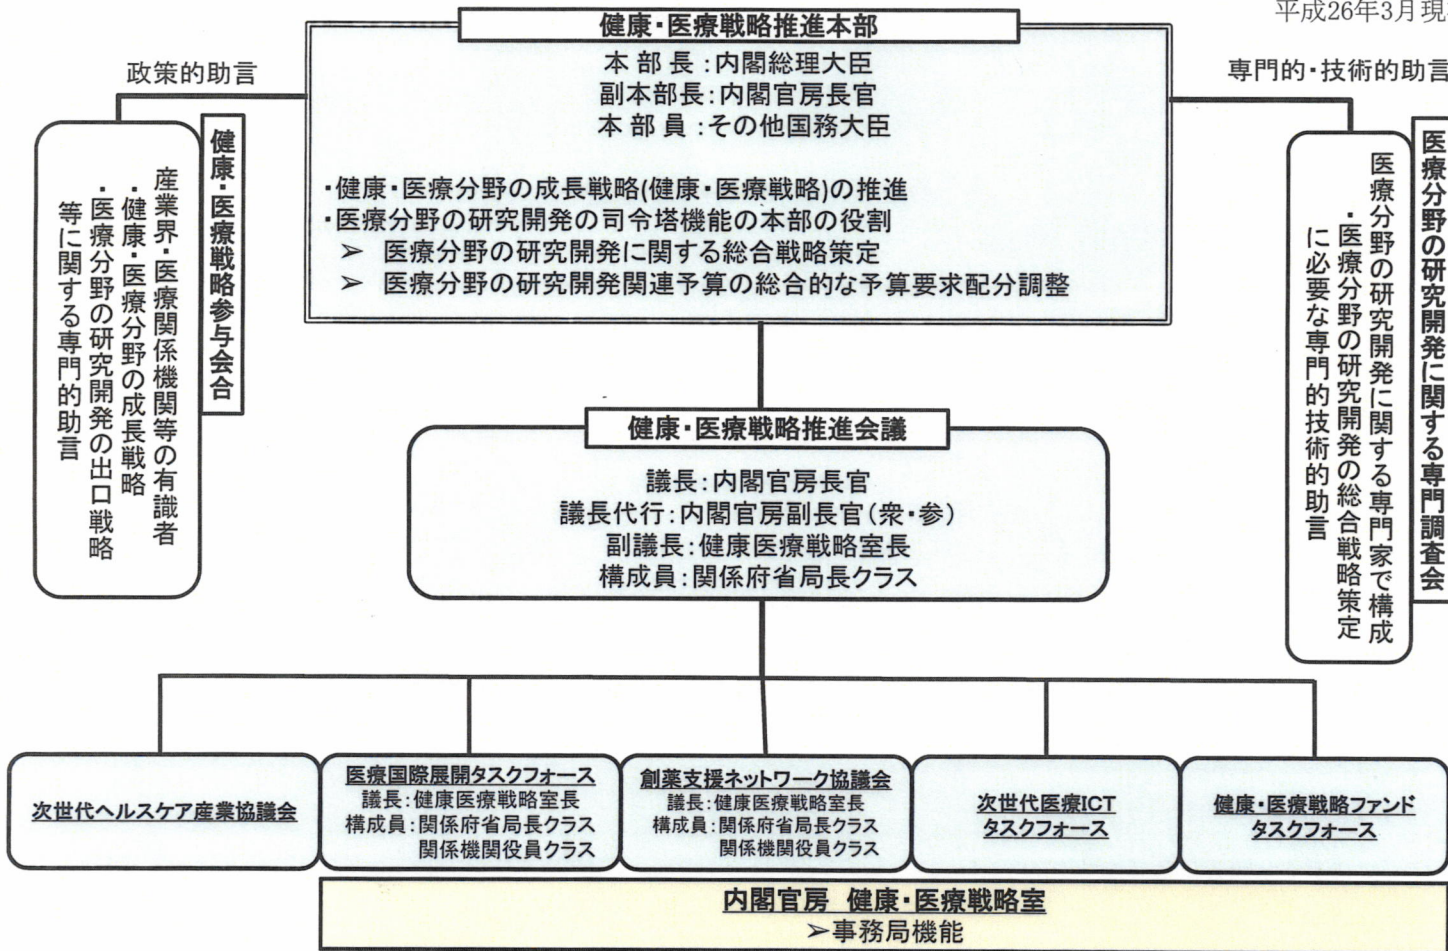 平成26年3月現
健康・医療戦略推進本部
本 部 長 ：内閣総理大臣
副本部長：内閣官房長官
本 部 員 ：その他国務大臣
・健康・医療分野の成長戦略(健康・医療戦略)の推進
・医療分野の研究開発の司令塔機能の本部の役割
➢ 医療分野の研究開発に関する総合戦略策定
➢ 医療分野の研究開発関連予算の総合的な予算要求配分調整
政策的助言
健康・医療戦略参与会合
産業界・医療関係機関等の有識者
・健康・医療分野の成長戦略
・医療分野の研究開発の出口戦略
等に関する専門的助言
専門的・技術的助言
医療分野の研究開発に関する専門調査会
医療分野の研究開発に関する専門家で構成
・医療分野の研究開発の総合戦略策定
に必要な専門的技術的助言
健康・医療戦略推進会議
議長：内閣官房長官
議長代行：内閣官房副長官（衆・参）
副議長：健康医療戦略室長
構成員：関係府省局長クラス
次世代ヘルスケア産業協議会
医療国際展開タスクフォース
議長：健康医療戦略室長
構成員：関係府省局長クラス
関係機関役員クラス
創薬支援ネットワーク協議会
議長：健康医療戦略室長
構成員：関係府省局長クラス
関係機関役員クラス
次世代医療ICT
タスクフォース
健康・医療戦略ファンド
タスクフォース
内閣官房 健康・医療戦略室
➢事務局機能